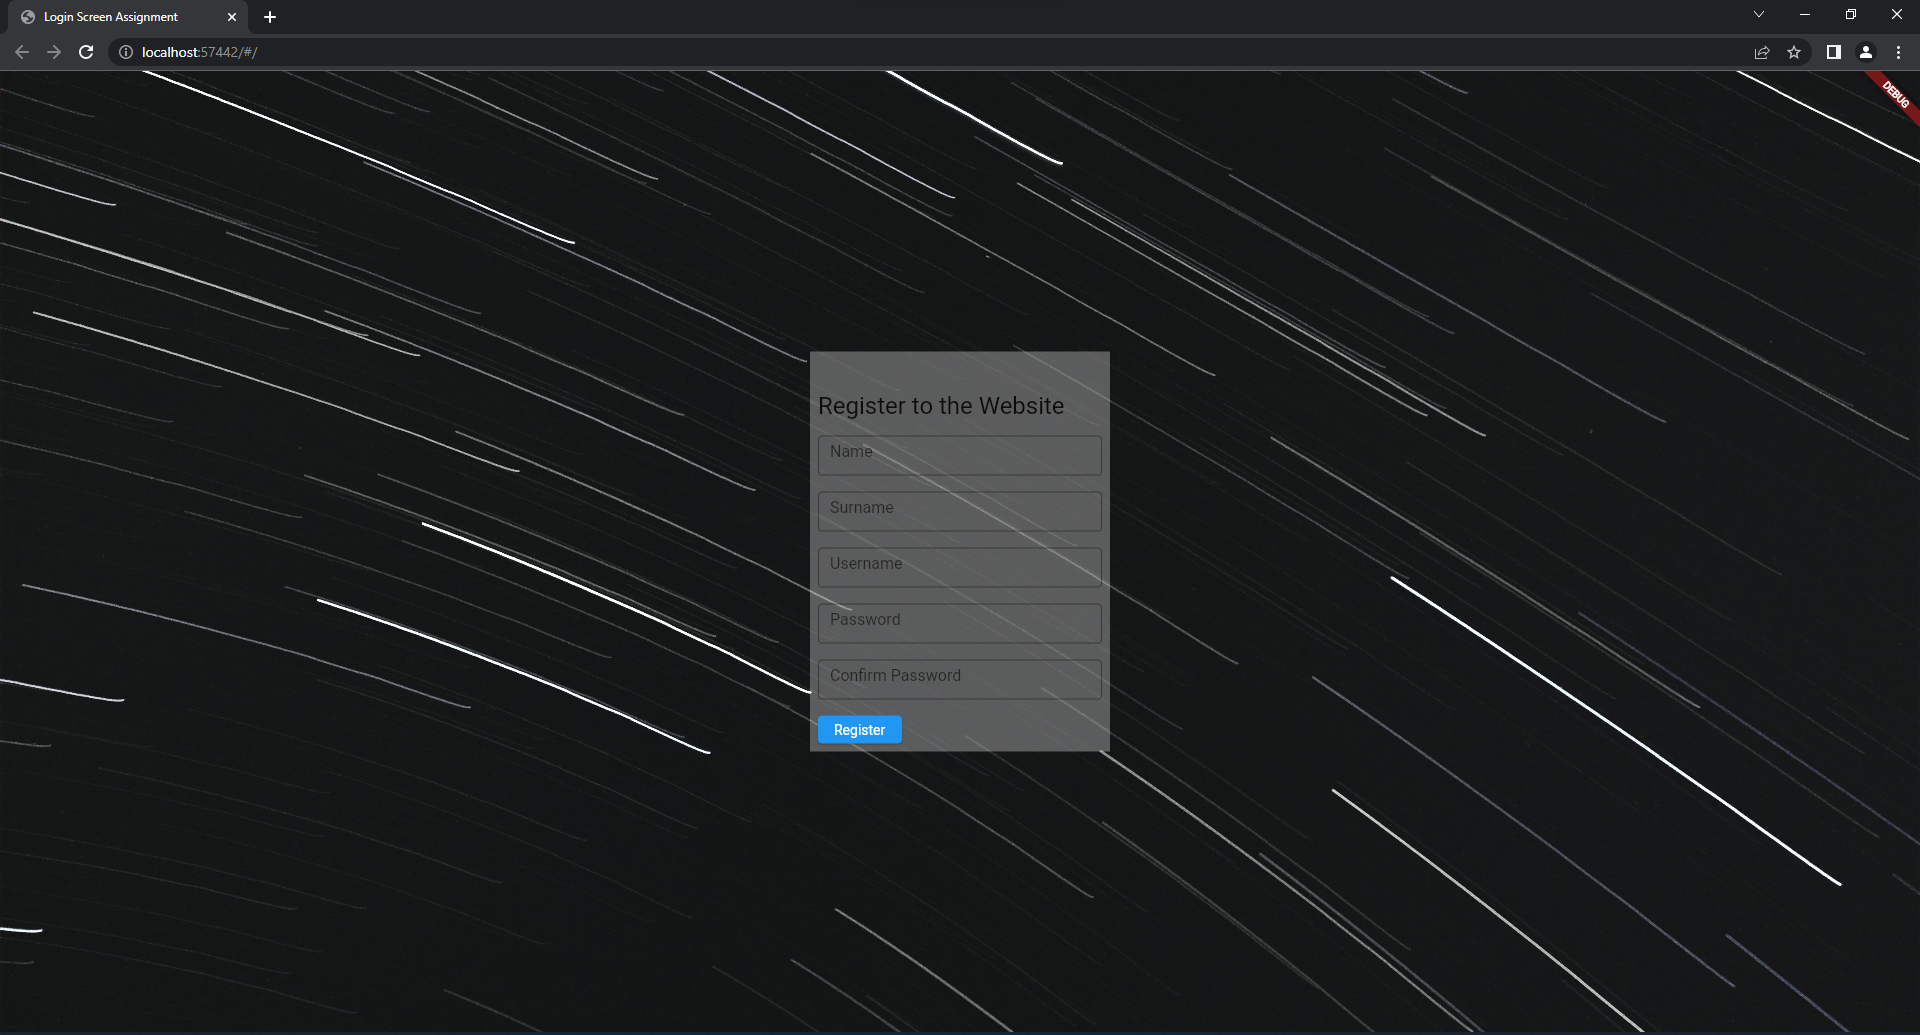 Login Screen Assignment
localhost:57442/#/
DEBUG
Register to the Website
Name
Surname
Username
Password
Confirm Password
Register